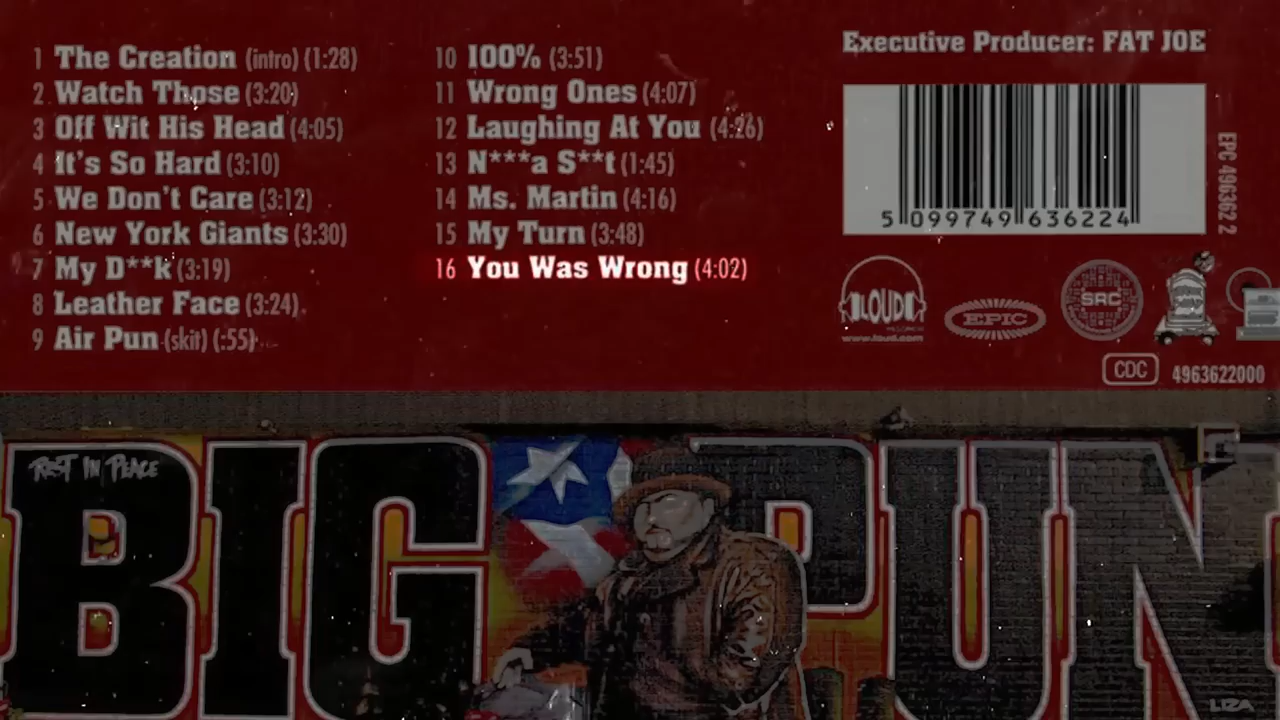 1 The Creation (intro) (1:28)
2 Watch Those (3:20)
3 Off Wit His Head (4:05)
4 It's So Hard (3:10)
5 We Don't Care (3:12)
6 New York Giants (3:30)
7 My D**k (3:19)
8 Leather Face (3:24)
9 Air Pun (skit) (:55)
10 100% (3:51)
11 Wrong Ones (4:07)
12 Laughing At You (4:26)
13 N***a S**t (1:45)
14 Ms. Martin (4:16)
15 My Turn (3:48)
16 You Was Wrong (4:02)
Executive Producer: FAT JOE
5 099749 636224
EPC 496362 2
LOUD
www.loud.com
EPIC
SRC
CDC 4963622000
REST IN PEACE
BIG PUN
LIZA